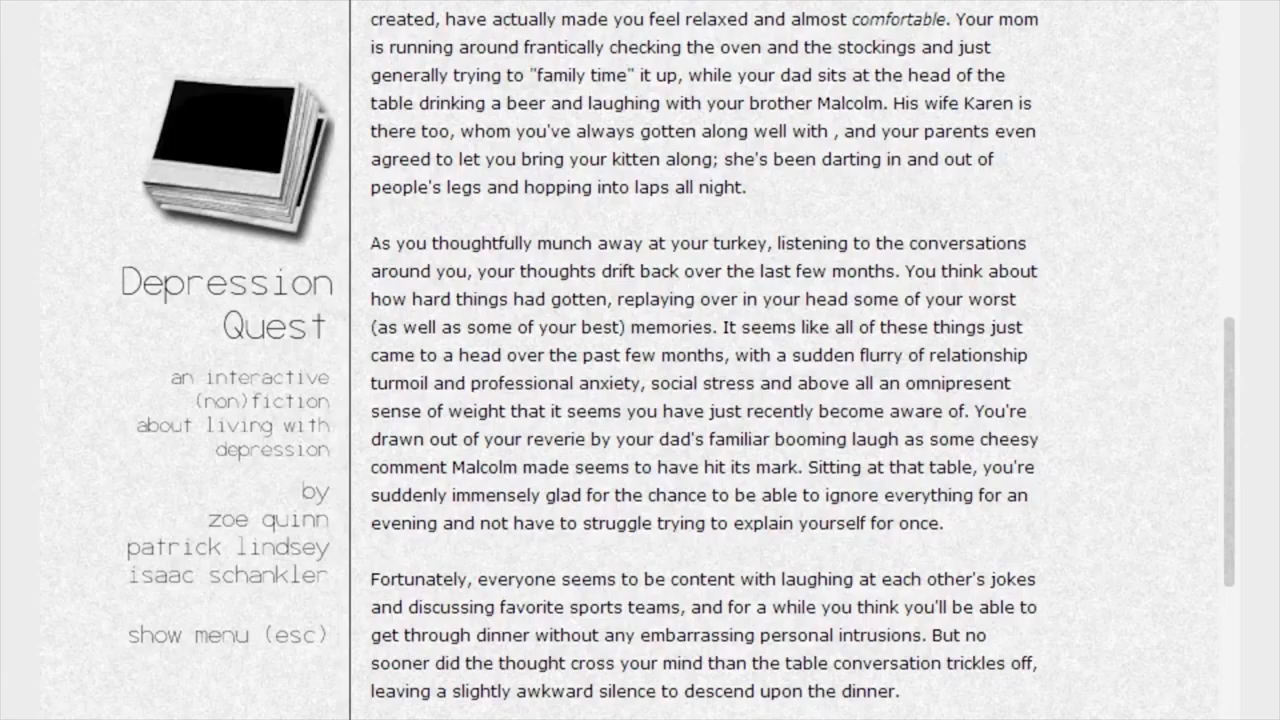 created, have actually made you feel relaxed and almost comfortable. Your mom
is running around frantically checking the oven and the stockings and just
generally trying to "family time" it up, while your dad sits at the head of the
table drinking a beer and laughing with your brother Malcolm. His wife Karen is
there too, whom you've always gotten along well with , and your parents even
agreed to let you bring your kitten along; she's been darting in and out of
people's legs and hopping into laps all night.
As you thoughtfully munch away at your turkey, listening to the conversations
around you, your thoughts drift back over the last few months. You think about
how hard things had gotten, replaying over in your head some of your worst
(as well as some of your best) memories. It seems like all of these things just
came to a head over the past few months, with a sudden flurry of relationship
turmoil and professional anxiety, social stress and above all an omnipresent
sense of weight that it seems you have just recently become aware of. You're
drawn out of your reverie by your dad's familiar booming laugh as some cheesy
comment Malcolm made seems to have hit its mark. Sitting at that table, you're
suddenly immensely glad for the chance to be able to ignore everything for an
evening and not have to struggle trying to explain yourself for once.
Fortunately, everyone seems to be content with laughing at each other's jokes
and discussing favorite sports teams, and for a while you think you'll be able to
get through dinner without any embarrassing personal intrusions. But no
sooner did the thought cross your mind than the table conversation trickles off,
leaving a slightly awkward silence to descend upon the dinner.
Depression
Quest
an interactive
(non)fiction
about living with
depression
by
zoe quinn
patrick lindsey
isaac schankler
show menu (esc)